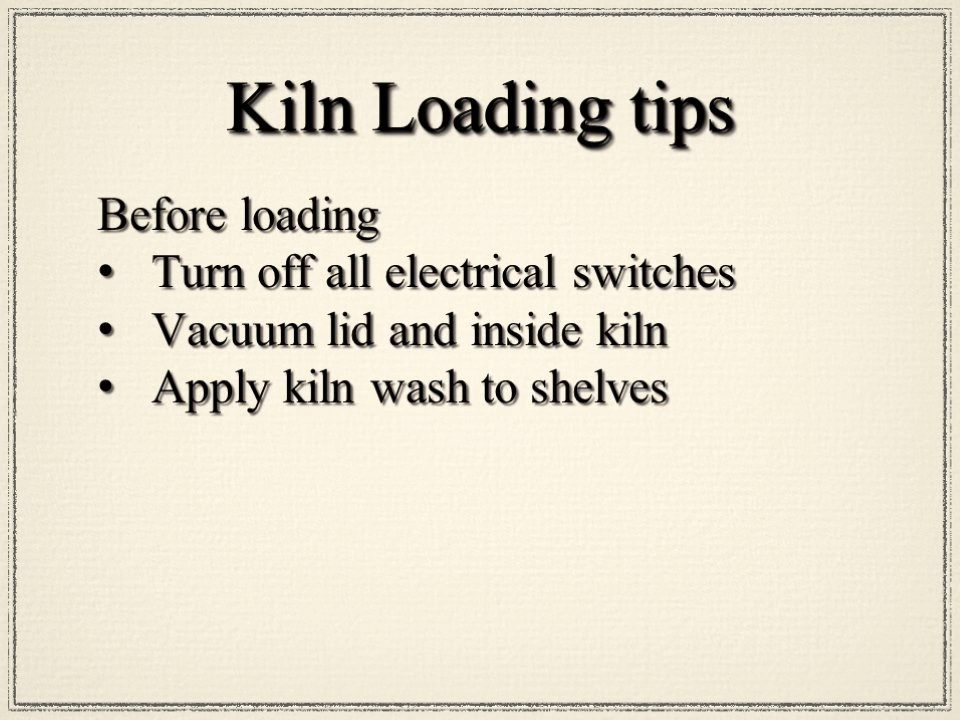 Kiln Loading tips
Before loading
• Turn off all electrical switches
• Vacuum lid and inside kiln
• Apply kiln wash to shelves